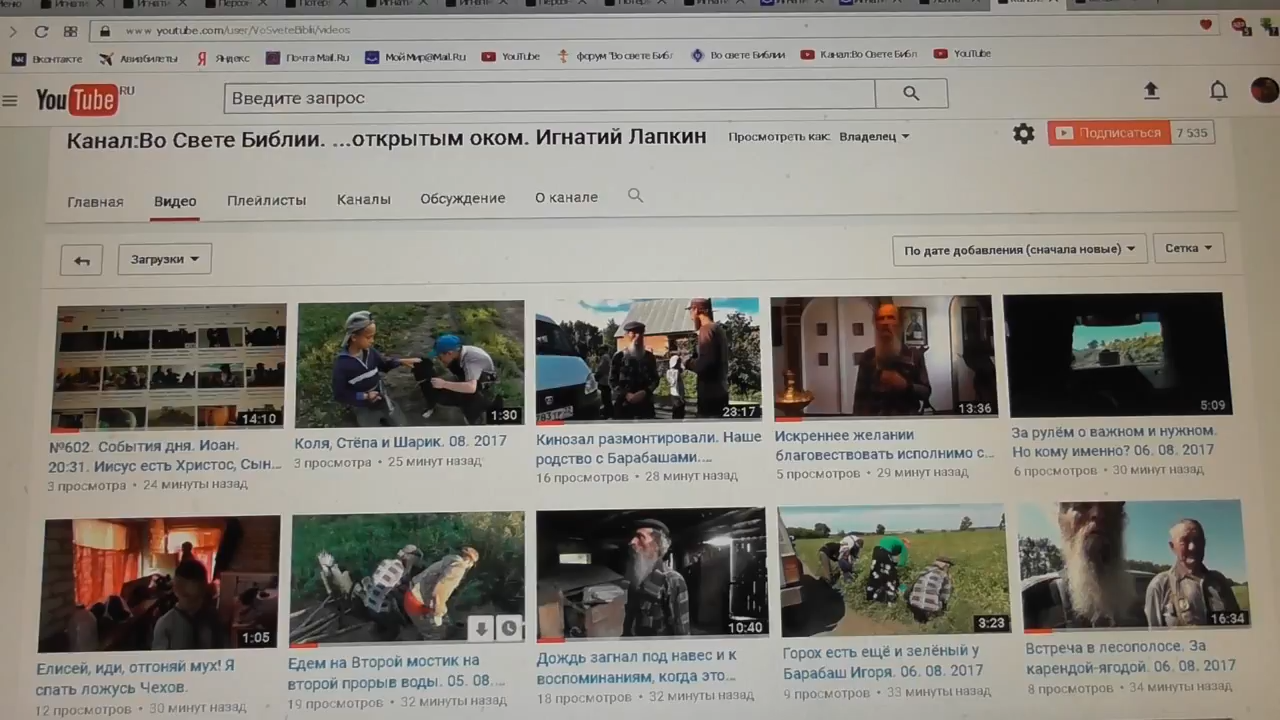 www.youtube.com/user/VoSveteBiblii/videos
Вконтакте Авиабилеты Яндекс Почта Mail.Ru МойМир@Mail.Ru YouTube форум "Во свете Библ Во свете Библии Канал:Во Свете Библ YouTube
YouTube RU Введите запрос
Канал:Во Свете Библии. ...открытым оком. Игнатий Лапкин Просмотреть как: Владелец Подписаться 7 535
Главная Видео Плейлисты Каналы Обсуждение О канале
Загрузки По дате добавления (сначала новые) Сетка
14:10 1:30 23:17 13:36 5:09
№602. События дня. Иоан.
20:31. Иисус есть Христос, Сын...
3 просмотра • 24 минуты назад
Коля, Стёпа и Шарик. 08. 2017
3 просмотра • 25 минут назад
Кинозал размонтировали. Наше
родство с Барабашами....
16 просмотров • 28 минут назад
Искреннее желании
благовествовать исполнимо с...
5 просмотров • 29 минут назад
За рулём о важном и нужном.
Но кому именно? 06. 08. 2017
6 просмотров • 30 минут назад
1:05 10:40 3:23 16:34
Елисей, иди, отгоняй мух! Я
спать ложусь Чехов.
12 просмотров • 30 минут назад
Едем на Второй мостик на
второй прорыв воды. 05. 08....
19 просмотров • 32 минуты назад
Дождь загнал под навес и к
воспоминаниям, когда это...
18 просмотров • 32 минуты назад
Горох есть ещё и зелёный у
Барабаш Игоря. 06. 08. 2017
9 просмотров • 33 минуты назад
Встреча в лесополосе. За
карендой-ягодой. 06. 08. 2017
8 просмотров • 34 минуты назад